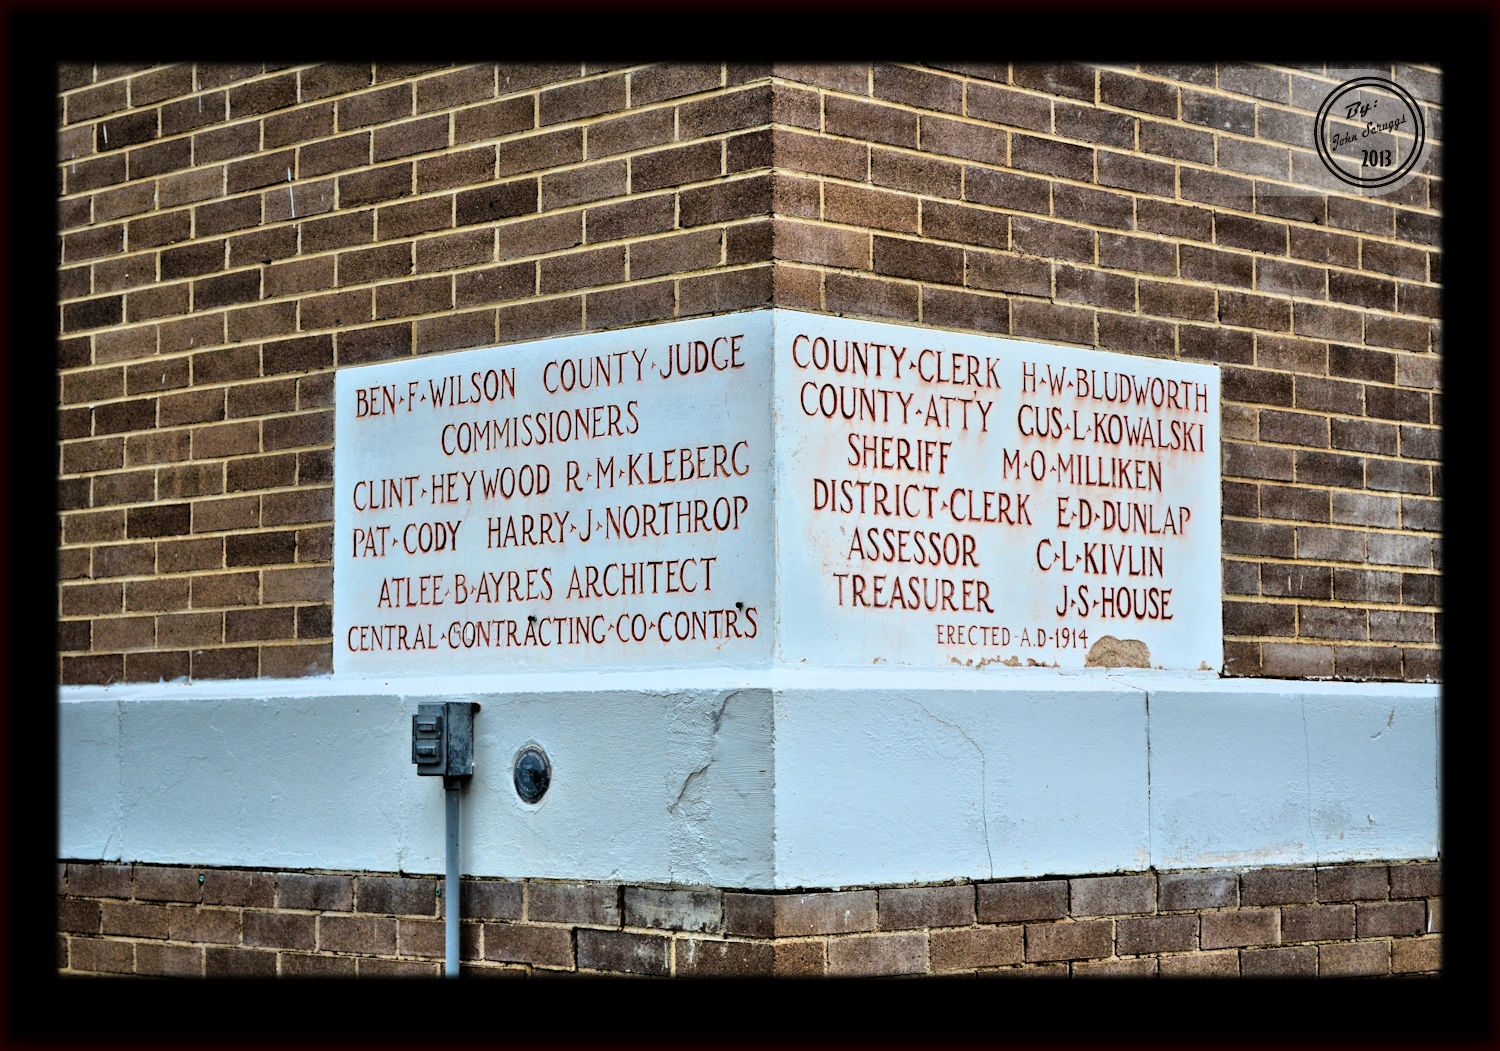 BEN·F·WILSON COUNTY·JUDGE
COMMISSIONERS
CLINT·HEYWOOD R·M·KLEBERG
PAT·CODY HARRY·J·NORTHROP
ATLEE·B·AYRES ARCHITECT
CENTRAL·CONTRACTING·CO·CONTR'S
COUNTY·CLERK H·W·BLUDWORTH
COUNTY·ATT'Y GUS·L·KOWALSKI
SHERIFF M·O·MILLIKEN
DISTRICT·CLERK E·D·DUNLAP
ASSESSOR C·L·KIVLIN
TREASURER J·S·HOUSE
ERECTED·A.D·1914
By:
John Scruggs
2013